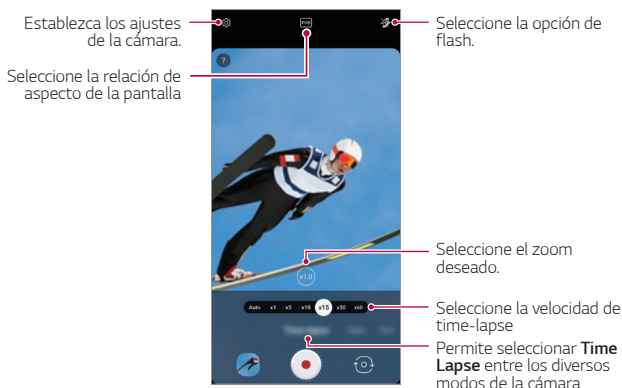 Establezca los ajustes
de la cámara.
Seleccione la opción de
flash.
Seleccione la relación de
aspecto de la pantalla
?
Seleccione el zoom
deseado.
x1.0
Auto x1 x5 x10 x15 x30 x60
Seleccione la velocidad de
time-lapse
Time-lapse
Permite seleccionar Time
Lapse entre los diversos
modos de la cámara